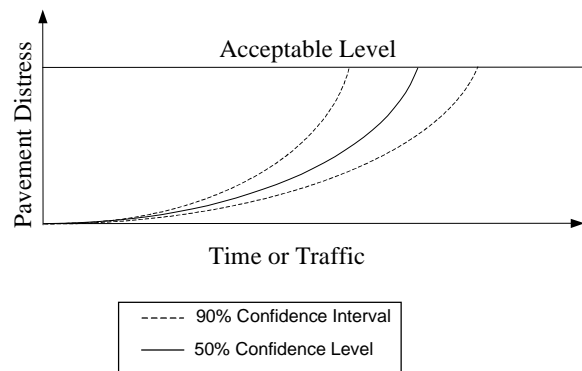 Acceptable Level
Pavement Distress
Time or Traffic
90% Confidence Interval
50% Confidence Level